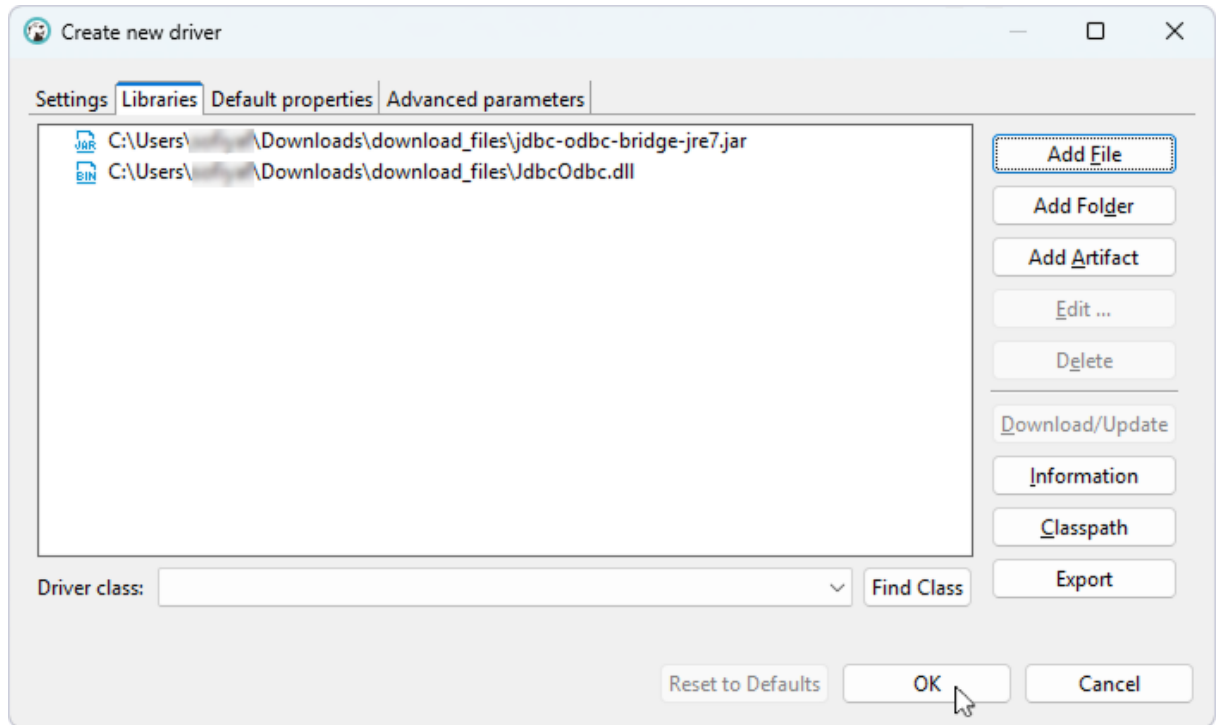 Create new driver
Settings Libraries Default properties Advanced parameters
JAR C:\Users\ \Downloads\download_files\jdbc-odbc-bridge-jre7.jar
BIN C:\Users\ \Downloads\download_files\JdbcOdbc.dll
Add File
Add Folder
Add Artifact
Edit ...
Delete
Download/Update
Information
Classpath
Export
Driver class: Find Class
Reset to Defaults OK Cancel